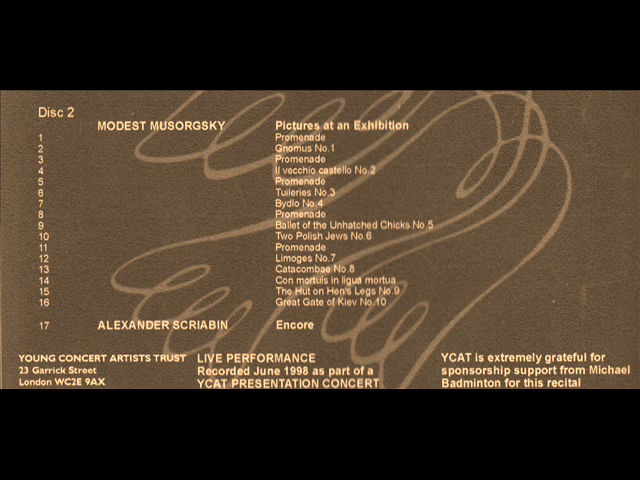 Disc 2
MODEST MUSORGSKY Pictures at an Exhibition
1 Promenade
2 Gnomus No.1
3 Promenade
4 Il vecchio castello No.2
5 Promenade
6 Tuileries No.3
7 Bydlo No.4
8 Promenade
9 Ballet of the Unhatched Chicks No.5
10 Two Polish Jews No.6
11 Promenade
12 Limoges No.7
13 Catacombae No.8
14 Con mortuis in ligua mortua
15 The Hut on Hen's Legs No.9
16 Great Gate of Kiev No.10
17 ALEXANDER SCRIABIN Encore
YOUNG CONCERT ARTISTS TRUST
23 Garrick Street
London WC2E 9AX
LIVE PERFORMANCE
Recorded June 1998 as part of a
YCAT PRESENTATION CONCERT
YCAT is extremely grateful for
sponsorship support from Michael
Badminton for this recital